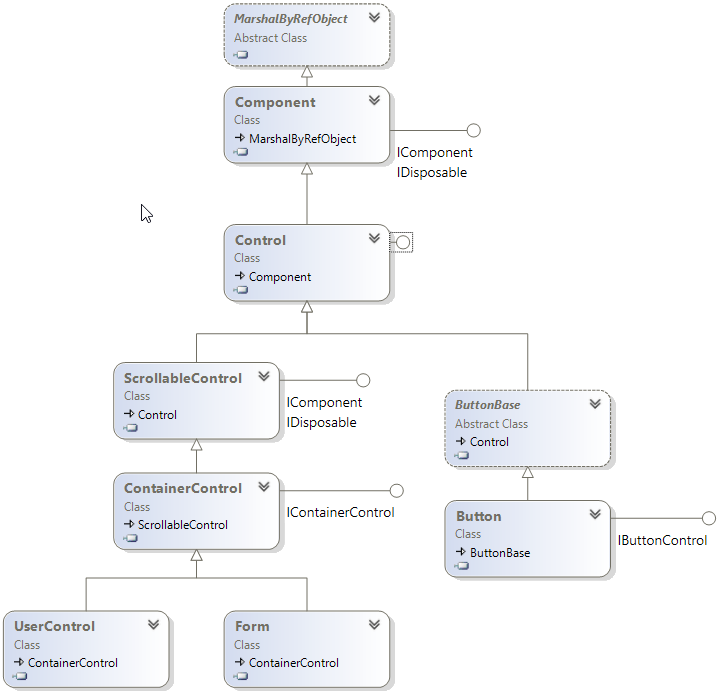 MarshalByRefObject
Abstract Class
Component
Class
MarshalByRefObject
IComponent
IDisposable
Control
Class
Component
ScrollableControl
Class
Control
IComponent
IDisposable
ButtonBase
Abstract Class
Control
ContainerControl
Class
ScrollableControl
IContainerControl
Button
Class
ButtonBase
IButtonControl
UserControl
Class
ContainerControl
Form
Class
ContainerControl